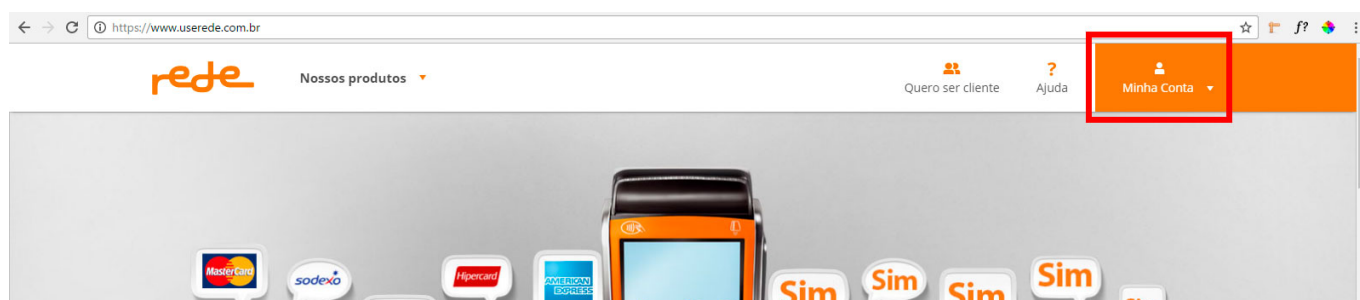 https://www.userede.com.br
f?
rede
Nossos produtos
Quero ser cliente
?
Ajuda
Minha Conta
MasterCard
sodexo
Hipercard
AMERICAN
EXPRESS
Sim
Sim
Sim
Sim